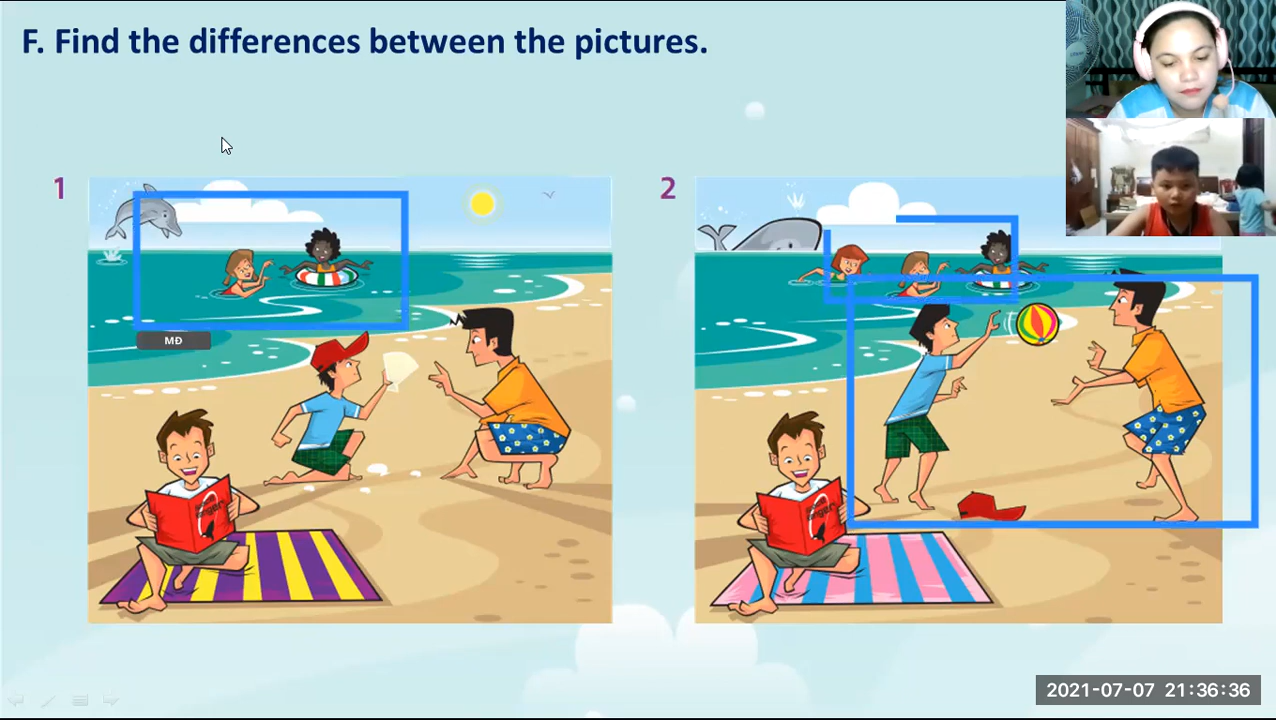 F. Find the differences between the pictures.
1
2
MĐ
2021-07-07 21:36:36